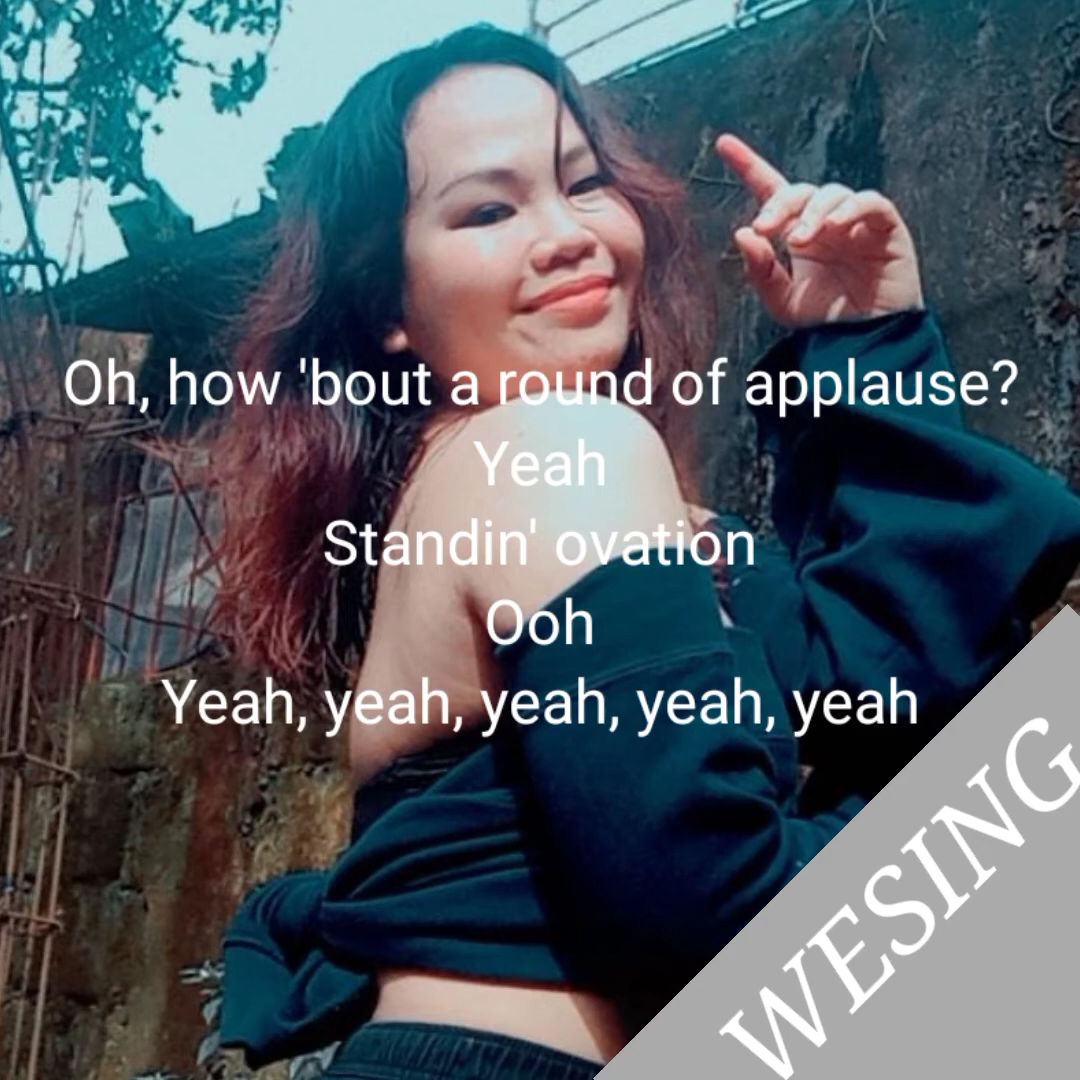 Oh, how 'bout a round of applause?
Yeah
Standin' ovation
Ooh
Yeah, yeah, yeah, yeah, yeah
WESING